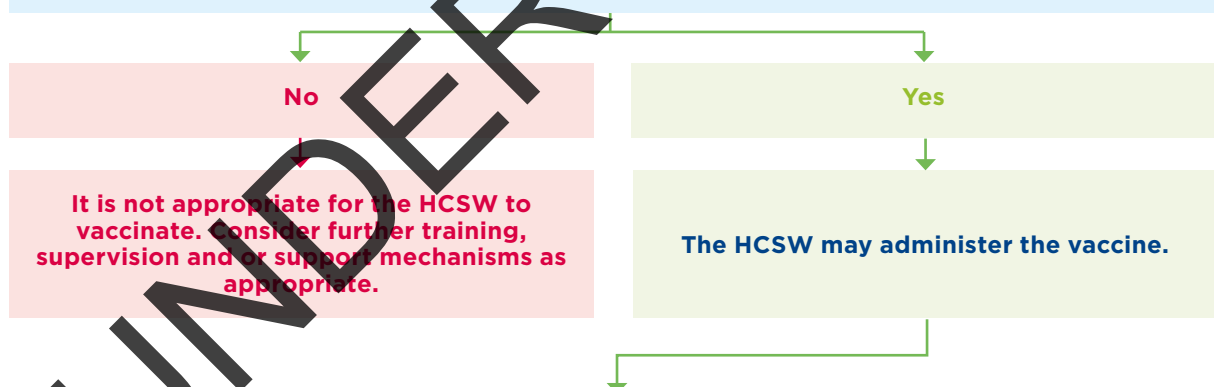 No
Yes
It is not appropriate for the HCSW to
vaccinate. Consider further training,
supervision and or support mechanisms as
appropriate.
The HCSW may administer the vaccine.
UNDER